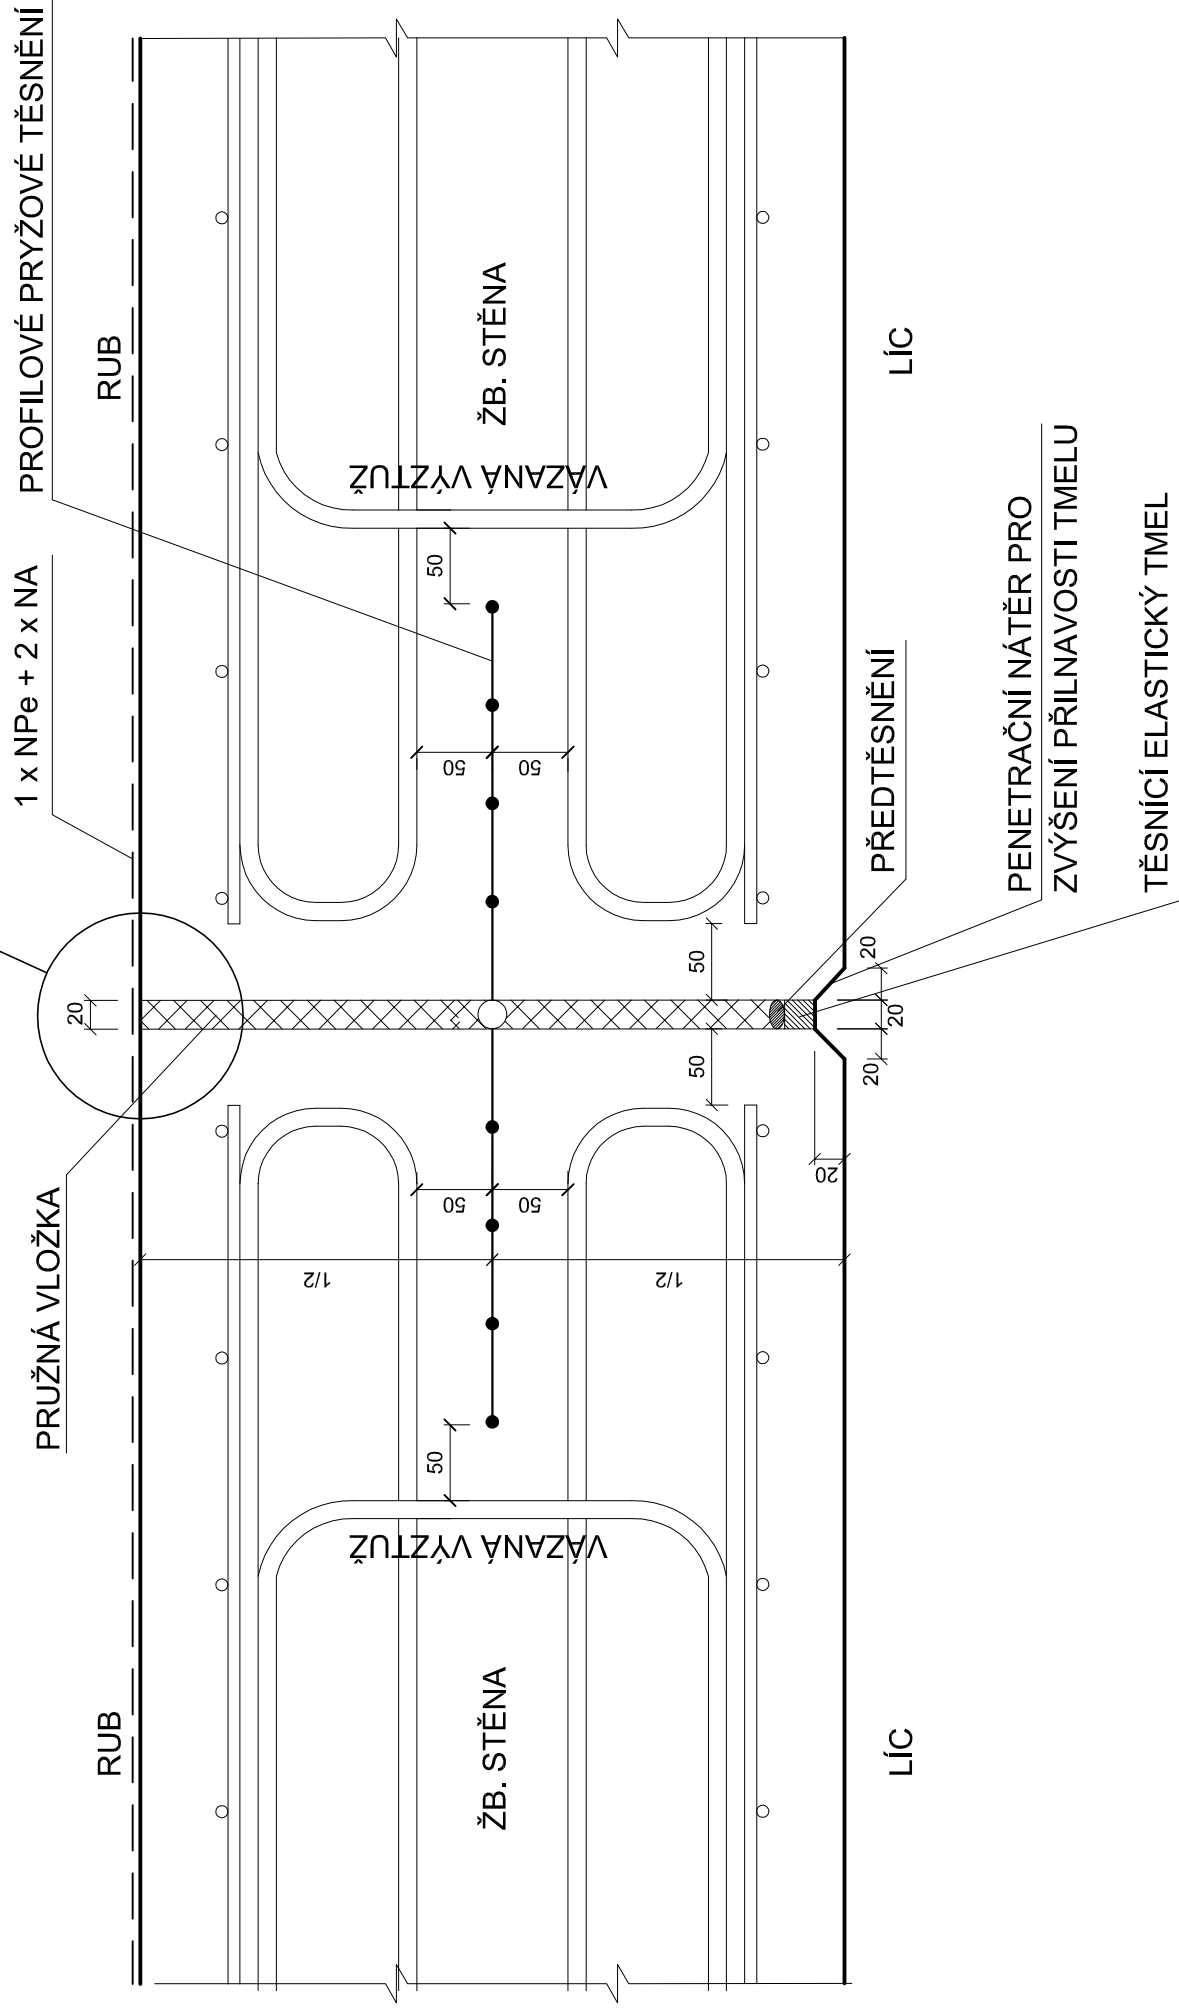 PRUŽNÁ VLOŽKA
1 x NPe + 2 x NA
PROFILOVÉ PRYŽOVÉ TĚSNĚNÍ
RUB
20
RUB
1/2
50
50
50
50
50
50
VÁZANÁ VÝZTUŽ
VÁZANÁ VÝZTUŽ
ŽB. STĚNA
ŽB. STĚNA
1/2
50
50
20
20
20
20
LÍC
LÍC
PŘEDTĚSNĚNÍ
PENETRAČNÍ NÁTĚR PRO
ZVÝŠENÍ PŘILNAVOSTI TMELU
TĚSNÍCÍ ELASTICKÝ TMEL